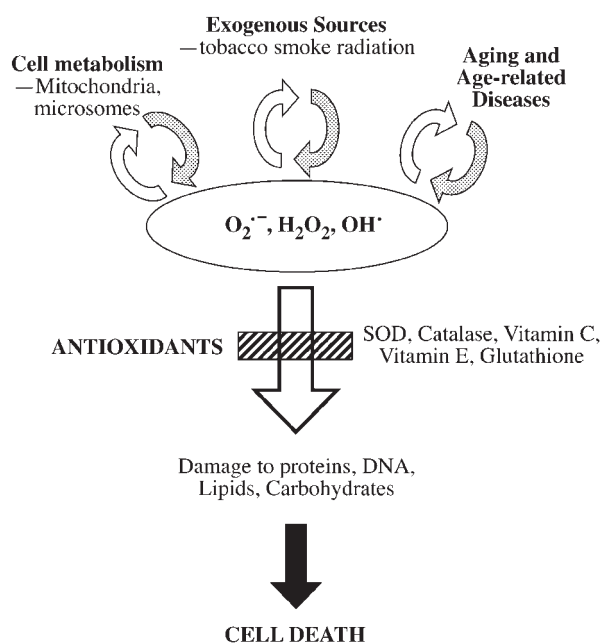 Exogenous Sources
—tobacco smoke radiation
Cell metabolism
—Mitochondria,
microsomes
Aging and
Age-related
Diseases
O₂·⁻, H₂O₂, OH·
ANTIOXIDANTS
SOD, Catalase, Vitamin C,
Vitamin E, Glutathione
Damage to proteins, DNA,
Lipids, Carbohydrates
CELL DEATH